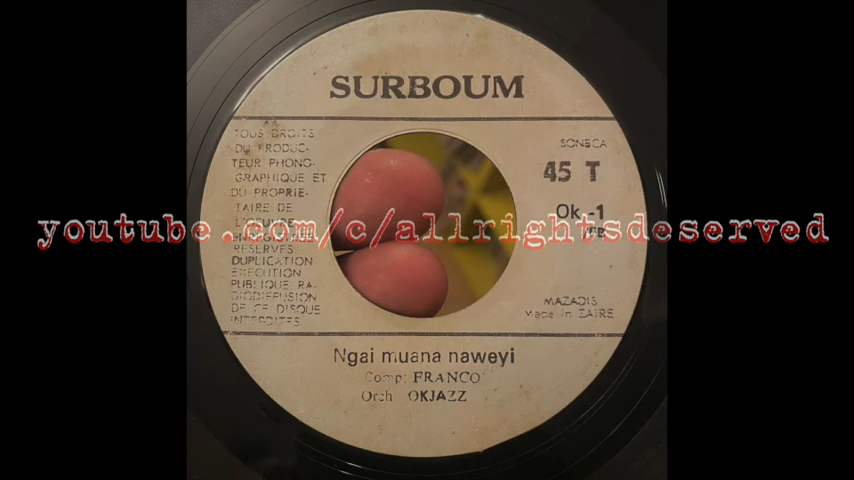 SURBOUM
TOUS DROITS
DU PRODUC-
TEUR PHONO-
GRAPHIQUE ET
DU PROPRIE-
TAIRE DE
L'OEUVRE
ENREGISTREE
RESERVES
DUPLICATION
EXECUTION
PUBLIQUE RA-
DIODIFFUSION
DE CE DISQUE
INTERDITES
SONECA
45 T
Ok -1
youtube.com/c/allrightsdeserved
MAZADIS
Made in ZAIRE
Ngai muana naweyi
Comp: FRANCO
Orch OKJAZZ